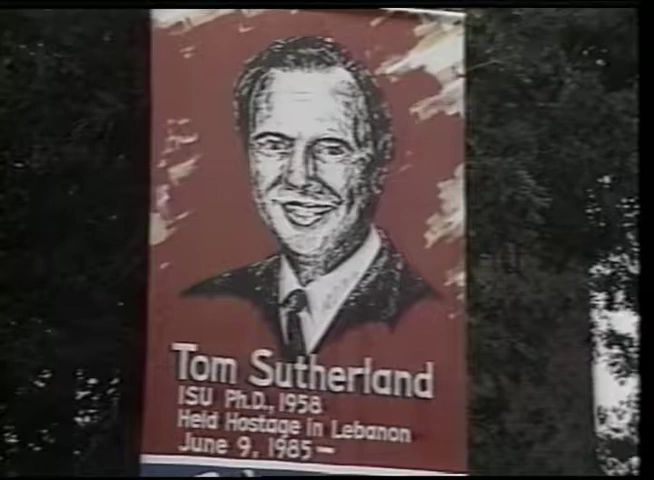 Tom Sutherland
ISU Ph.D., 1958
Held Hostage in Lebanon
June 9, 1985–